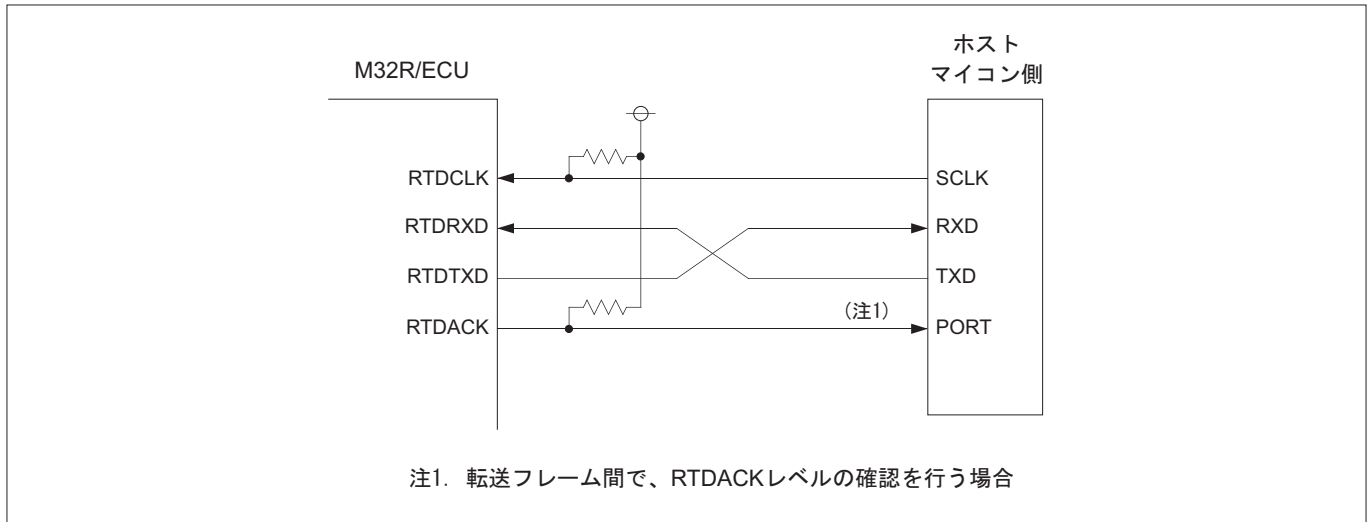 M32R/ECU
ホスト
マイコン側
RTDCLK
RTDRXD
RTDTXD
RTDACK
SCLK
RXD
TXD
（注1）
PORT
注1. 転送フレーム間で、RTDACKレベルの確認を行う場合